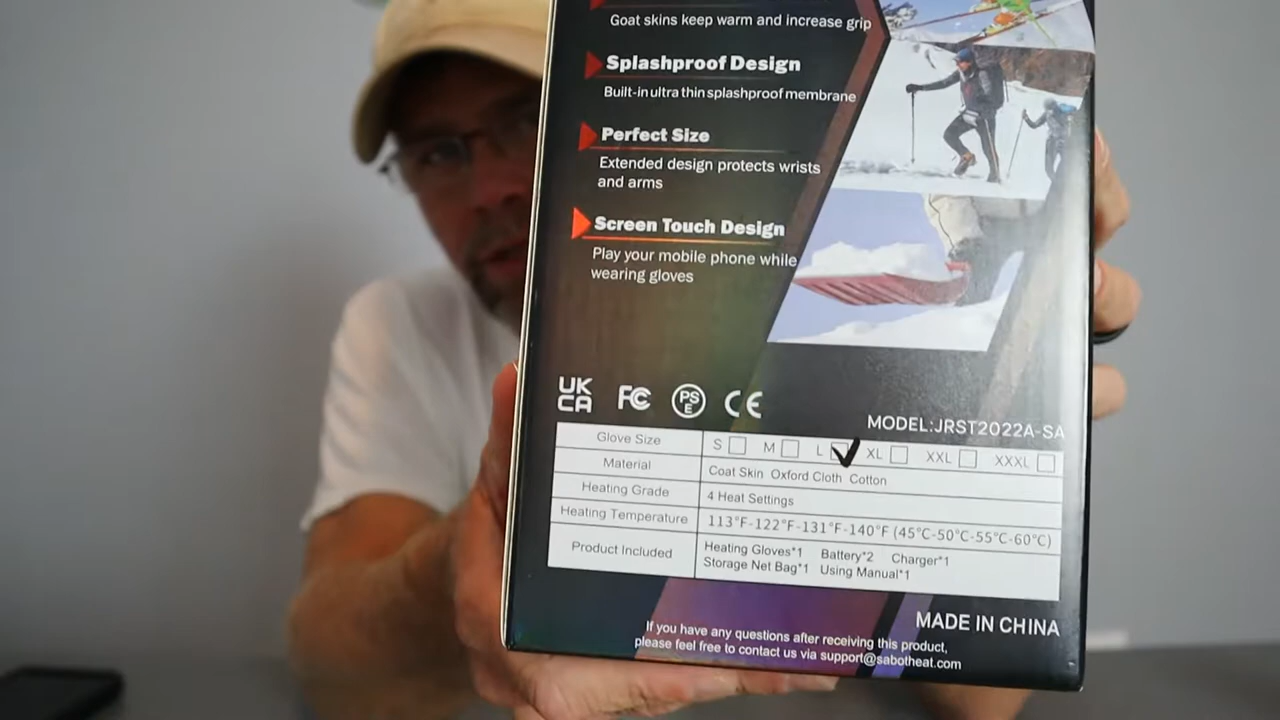 Goat skins keep warm and increase grip
Splashproof Design
Built-in ultra thin splashproof membrane
Perfect Size
Extended design protects wrists
and arms
Screen Touch Design
Play your mobile phone while
wearing gloves
UK
CA
FC
PS
E
CE
MODEL:JRST2022A-SA
Glove Size S M L XL XXL XXXL
Material Coat Skin Oxford Cloth Cotton
Heating Grade 4 Heat Settings
Heating Temperature 113°F-122°F-131°F-140°F (45°C-50°C-55°C-60°C)
Product Included Heating Gloves*1 Battery*2 Charger*1
Storage Net Bag*1 Using Manual*1
MADE IN CHINA
If you have any questions after receiving this product,
please feel free to contact us via support@sabotheat.com